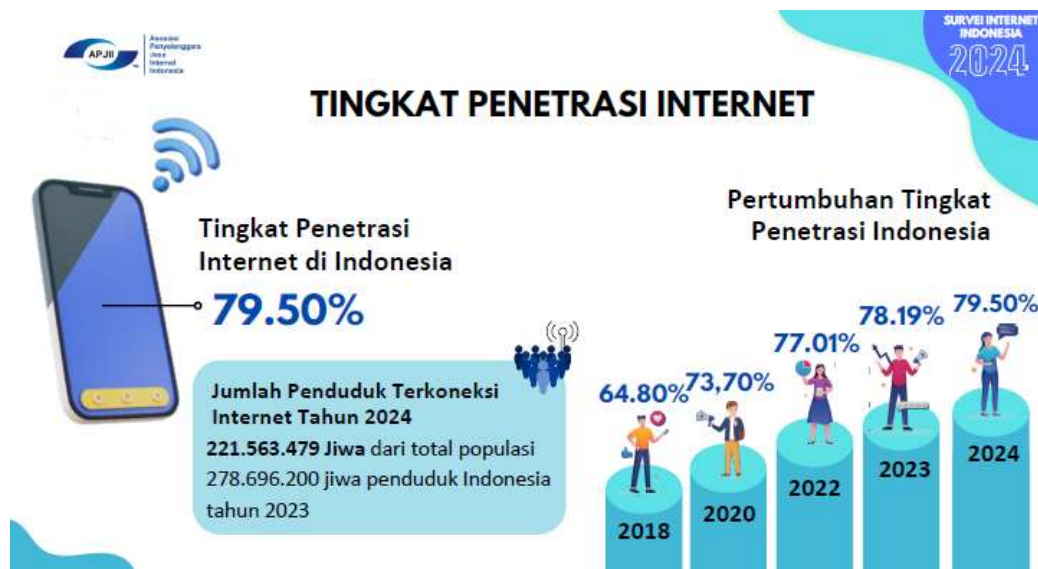 APJII
Asosiasi
Penyelenggara
Jasa
Internet
Indonesia
SURVEI INTERNET
INDONESIA
2024
TINGKAT PENETRASI INTERNET
Tingkat Penetrasi
Internet di Indonesia
79.50%
Jumlah Penduduk Terkoneksi
Internet Tahun 2024
221.563.479 Jiwa dari total populasi
278.696.200 jiwa penduduk Indonesia
tahun 2023
Pertumbuhan Tingkat
Penetrasi Indonesia
64.80%
73,70%
77.01%
78.19%
79.50%
2018
2020
2022
2023
2024